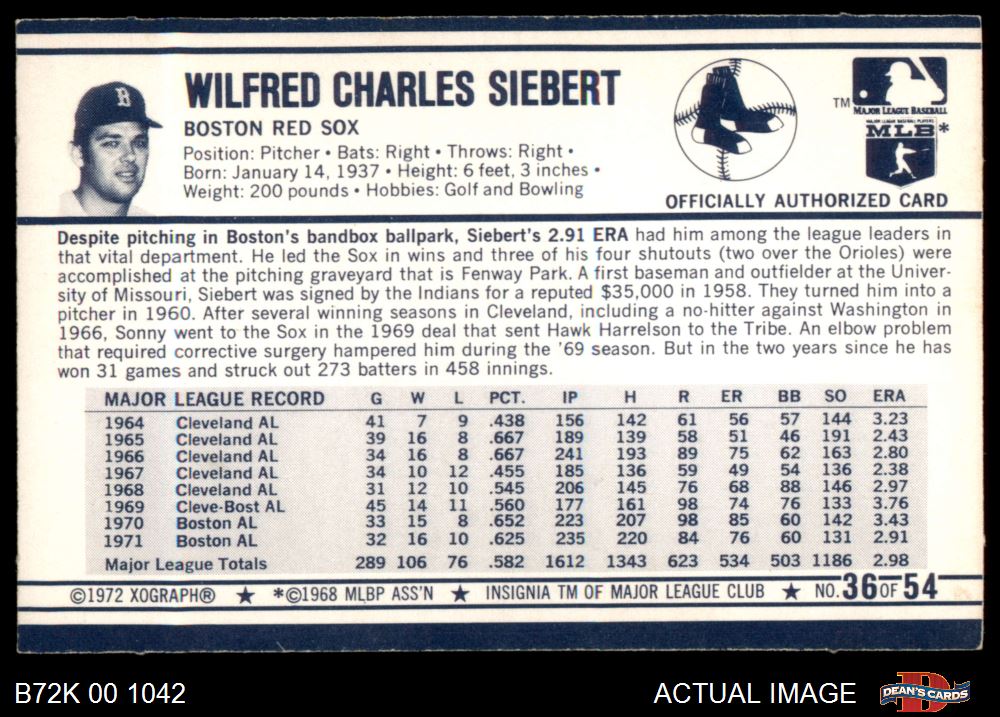 WILFRED CHARLES SIEBERT
BOSTON RED SOX
Position: Pitcher • Bats: Right • Throws: Right •
Born: January 14, 1937 • Height: 6 feet, 3 inches •
Weight: 200 pounds • Hobbies: Golf and Bowling
B
TM
MAJOR LEAGUE BASEBALL
MAJOR LEAGUE BASEBALL PLAYERS
MLB*
OFFICIALLY AUTHORIZED CARD
Despite pitching in Boston's bandbox ballpark, Siebert's 2.91 ERA had him among the league leaders in
that vital department. He led the Sox in wins and three of his four shutouts (two over the Orioles) were
accomplished at the pitching graveyard that is Fenway Park. A first baseman and outfielder at the Univer-
sity of Missouri, Siebert was signed by the Indians for a reputed $35,000 in 1958. They turned him into a
pitcher in 1960. After several winning seasons in Cleveland, including a no-hitter against Washington in
1966, Sonny went to the Sox in the 1969 deal that sent Hawk Harrelson to the Tribe. An elbow problem
that required corrective surgery hampered him during the '69 season. But in the two years since he has
won 31 games and struck out 273 batters in 458 innings.
MAJOR LEAGUE RECORD G W L PCT. IP H R ER BB SO ERA
1964 Cleveland AL 41 7 9 .438 156 142 61 56 57 144 3.23
1965 Cleveland AL 39 16 8 .667 189 139 58 51 46 191 2.43
1966 Cleveland AL 34 16 8 .667 241 193 89 75 62 163 2.80
1967 Cleveland AL 34 10 12 .455 185 136 59 49 54 136 2.38
1968 Cleveland AL 31 12 10 .545 206 145 76 68 88 146 2.97
1969 Cleve-Bost AL 45 14 11 .560 177 161 98 74 76 133 3.76
1970 Boston AL 33 15 8 .652 223 207 98 85 60 142 3.43
1971 Boston AL 32 16 10 .625 235 220 84 76 60 131 2.91
Major League Totals 289 106 76 .582 1612 1343 623 534 503 1186 2.98
©1972 XOGRAPH® ★ *©1968 MLBP ASS'N ★ INSIGNIA TM OF MAJOR LEAGUE CLUB ★ NO. 36 OF 54
B72K 00 1042
ACTUAL IMAGE
D
DEAN'S CARDS